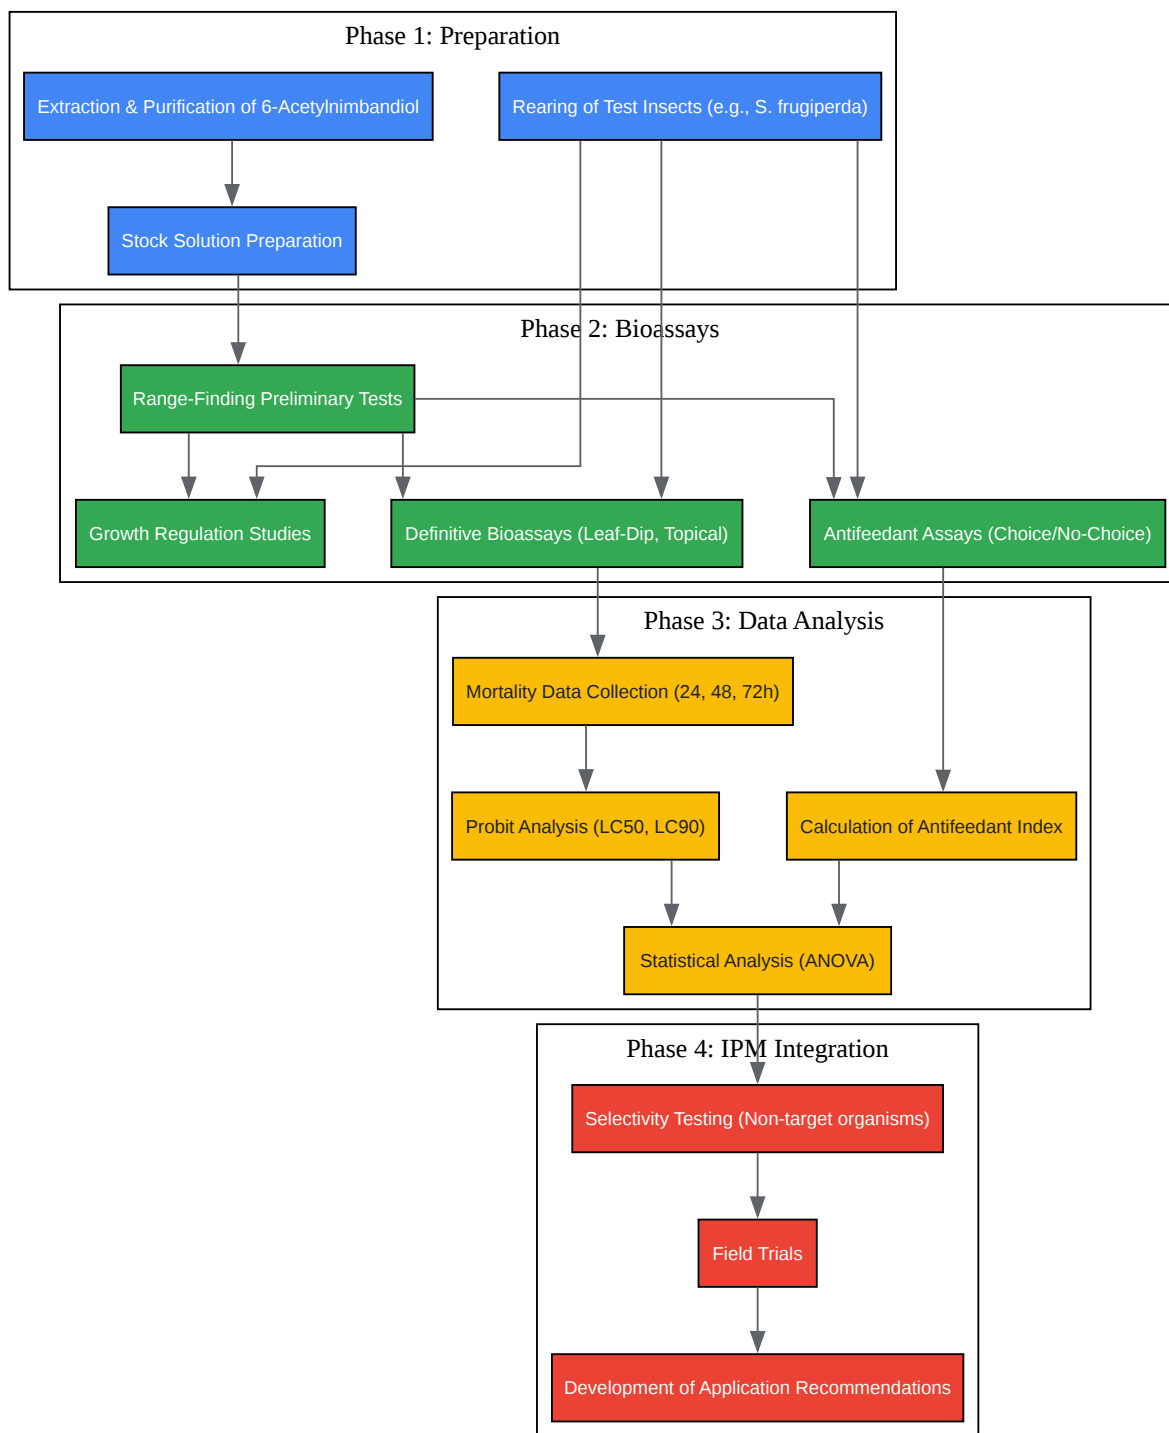 Phase 1: Preparation
Extraction & Purification of 6-Acetylnimbandiol
Rearing of Test Insects (e.g., S. frugiperda)
Stock Solution Preparation
Phase 2: Bioassays
Range-Finding Preliminary Tests
Growth Regulation Studies
Definitive Bioassays (Leaf-Dip, Topical)
Antifeedant Assays (Choice/No-Choice)
Phase 3: Data Analysis
Mortality Data Collection (24, 48, 72h)
Probit Analysis (LC50, LC90)
Calculation of Antifeedant Index
Statistical Analysis (ANOVA)
Phase 4: IPM Integration
Selectivity Testing (Non-target organisms)
Field Trials
Development of Application Recommendations